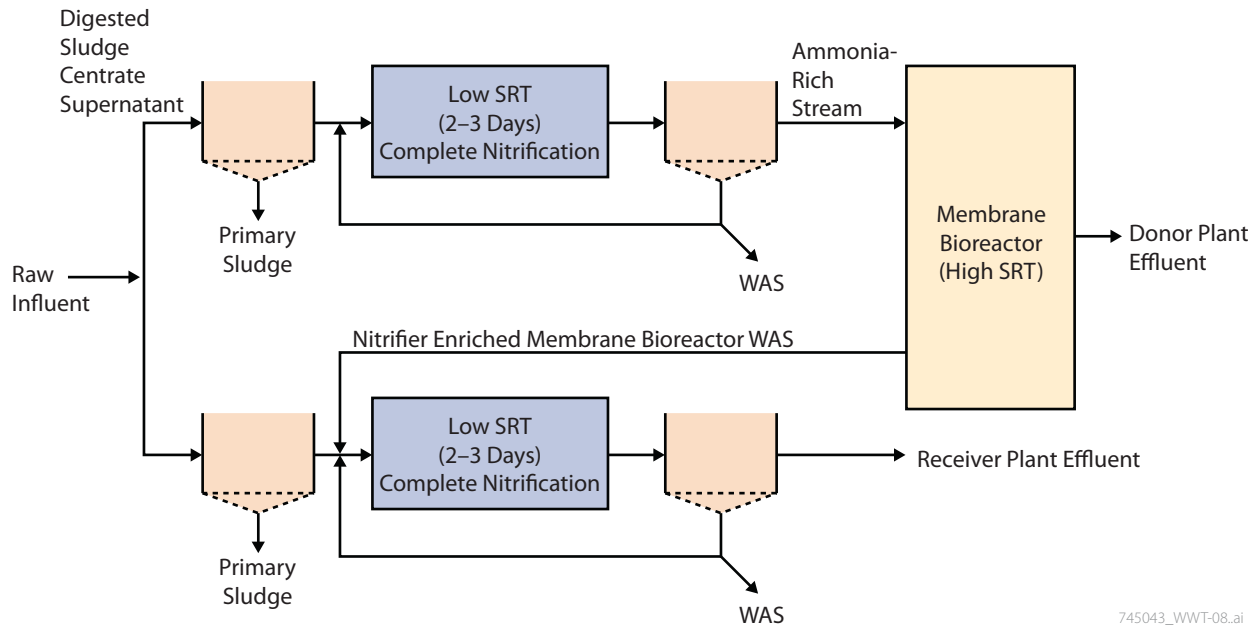 Digested
Sludge
Centrate
Supernatant
Low SRT
(2–3 Days)
Complete Nitrification
Ammonia-
Rich
Stream
Primary
Sludge
WAS
Membrane
Bioreactor
(High SRT)
Donor Plant
Effluent
Raw
Influent
Nitrifier Enriched Membrane Bioreactor WAS
Low SRT
(2–3 Days)
Complete Nitrification
Receiver Plant Effluent
Primary
Sludge
WAS
745043_WWT-08..ai